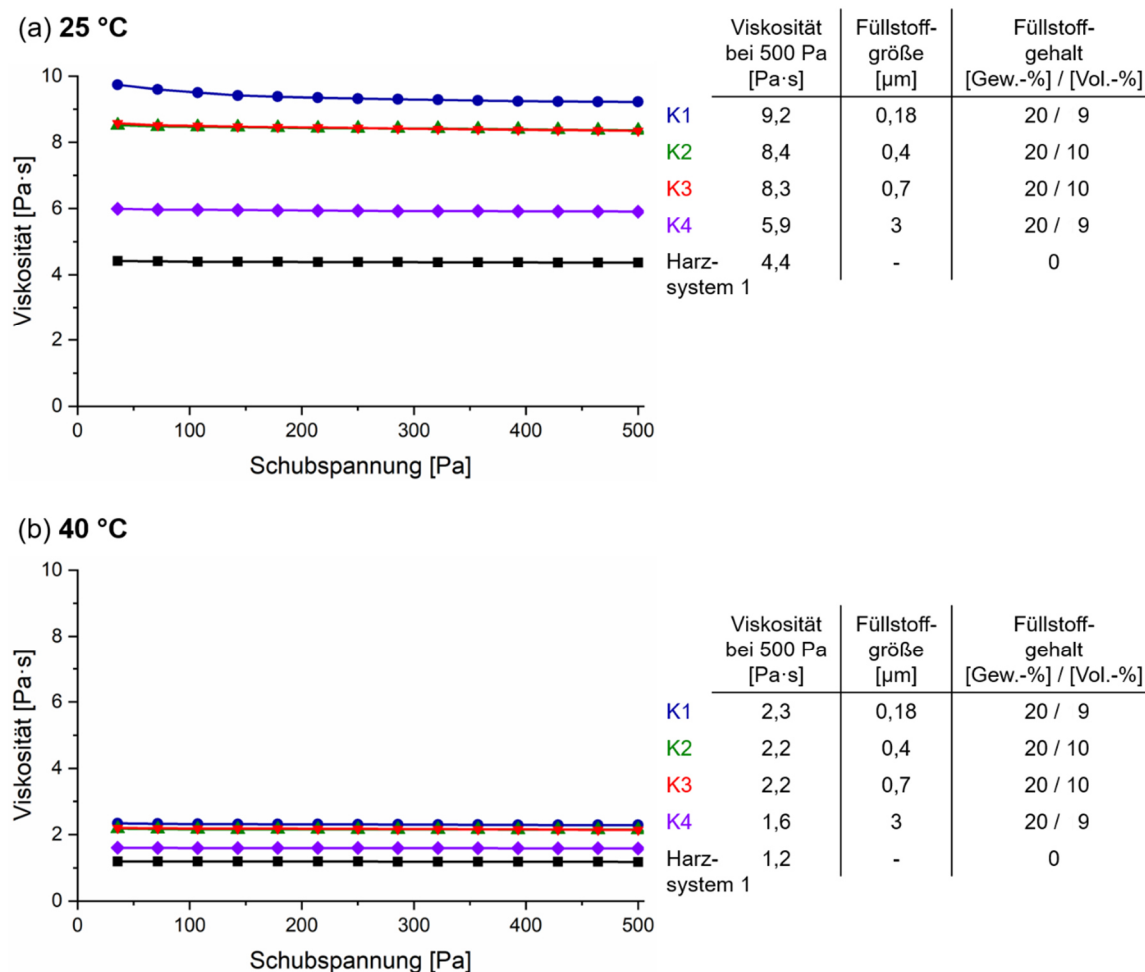 (a) 25 °C
Viskosität [Pa·s]
10
8
6
4
2
0
0 100 200 300 400 500
Schubspannung [Pa]
Viskosität Füllstoff- Füllstoff-
bei 500 Pa größe gehalt
[Pa·s] [µm] [Gew.-%] / [Vol.-%]
K1 9,2 0,18 20 / 9
K2 8,4 0,4 20 / 10
K3 8,3 0,7 20 / 10
K4 5,9 3 20 / 9
Harz- 4,4 - 0
system 1
(b) 40 °C
Viskosität [Pa·s]
10
8
6
4
2
0
0 100 200 300 400 500
Schubspannung [Pa]
Viskosität Füllstoff- Füllstoff-
bei 500 Pa größe gehalt
[Pa·s] [µm] [Gew.-%] / [Vol.-%]
K1 2,3 0,18 20 / 9
K2 2,2 0,4 20 / 10
K3 2,2 0,7 20 / 10
K4 1,6 3 20 / 9
Harz- 1,2 - 0
system 1